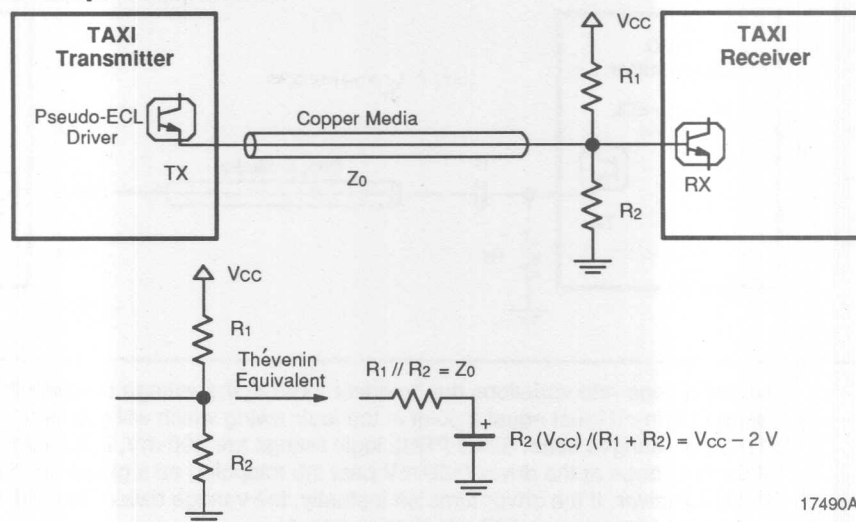 TAXI
Transmitter
Pseudo-ECL
Driver
TX
Copper Media
Z0
VCC
R1
R2
TAXI
Receiver
RX
VCC
R1
R2
Thévenin
Equivalent
R1 // R2 = Z0
+
R2 (VCC) /(R1 + R2) = VCC – 2 V
17490A